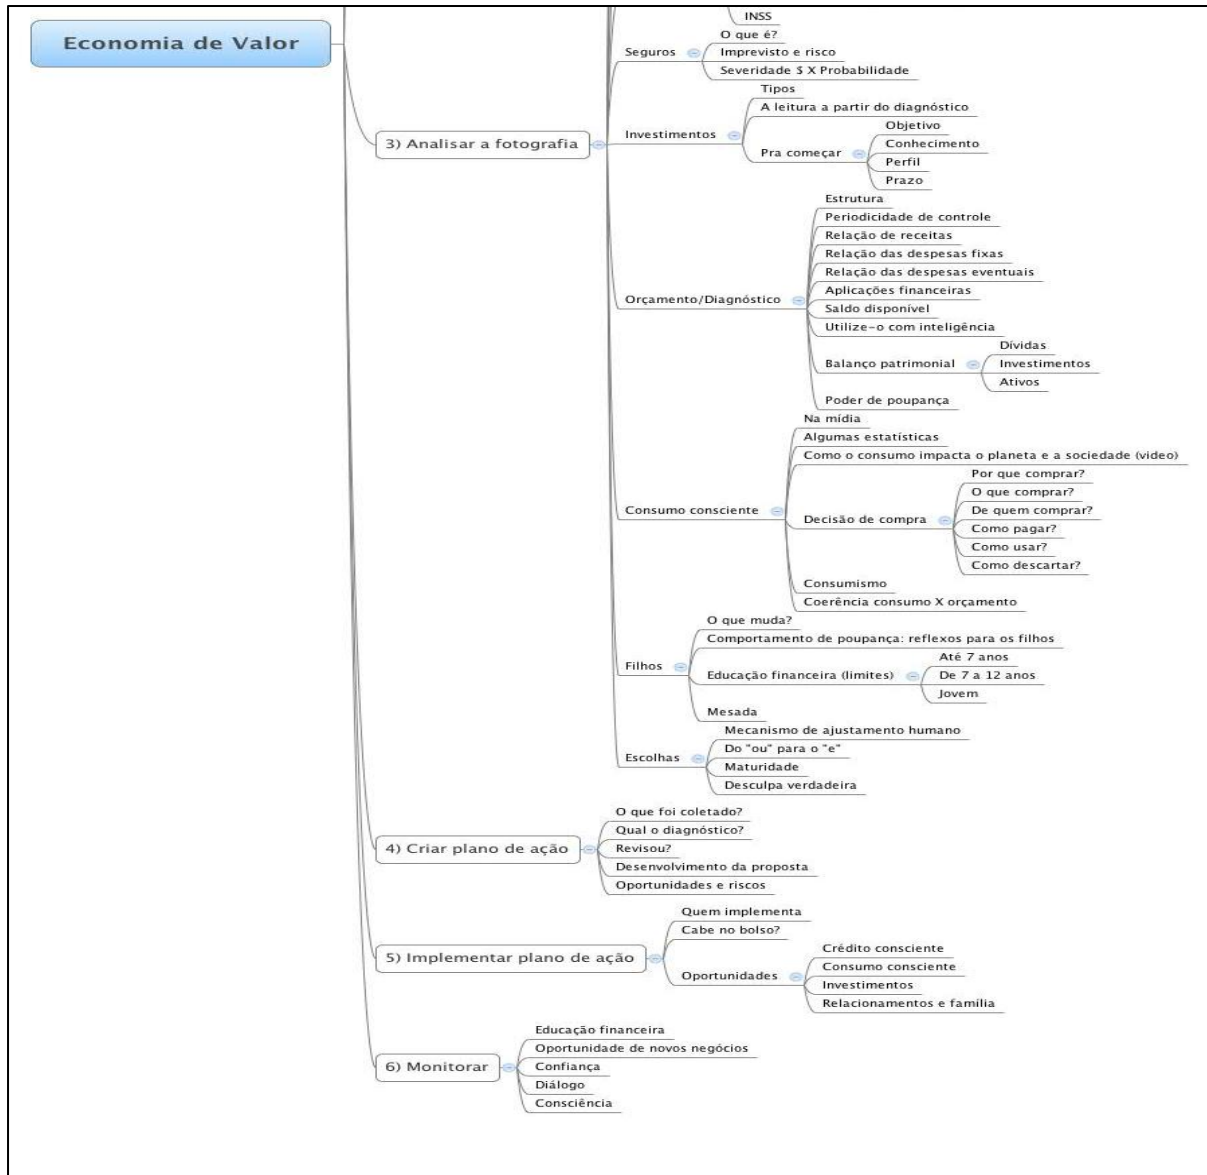 INSS
Economia de Valor
O que é?
Seguros
Imprevisto e risco
Severidade $ X Probabilidade
Tipos
A leitura a partir do diagnóstico
3) Analisar a fotografia
Investimentos
Objetivo
Conhecimento
Pra começar
Perfil
Prazo
Estrutura
Periodicidade de controle
Relação de receitas
Relação das despesas fixas
Relação das despesas eventuais
Orçamento/Diagnóstico
Aplicações financeiras
Saldo disponível
Utilize-o com inteligência
Dívidas
Balanço patrimonial
Investimentos
Ativos
Poder de poupança
Na mídia
Algumas estatísticas
Como o consumo impacta o planeta e a sociedade (video)
Consumo consciente
Por que comprar?
O que comprar?
Decisão de compra
De quem comprar?
Como pagar?
Como usar?
Como descartar?
Consumismo
Coerência consumo X orçamento
O que muda?
Comportamento de poupança: reflexos para os filhos
Filhos
Até 7 anos
Educação financeira (limites)
De 7 a 12 anos
Jovem
Mesada
Mecanismo de ajustamento humano
Escolhas
Do "ou" para o "e"
Maturidade
Desculpa verdadeira
O que foi coletado?
Qual o diagnóstico?
4) Criar plano de ação
Revisou?
Desenvolvimento da proposta
Oportunidades e riscos
Quem implementa
Cabe no bolso?
5) Implementar plano de ação
Crédito consciente
Oportunidades
Consumo consciente
Investimentos
Relacionamentos e família
Educação financeira
Oportunidade de novos negócios
6) Monitorar
Confiança
Diálogo
Consciência